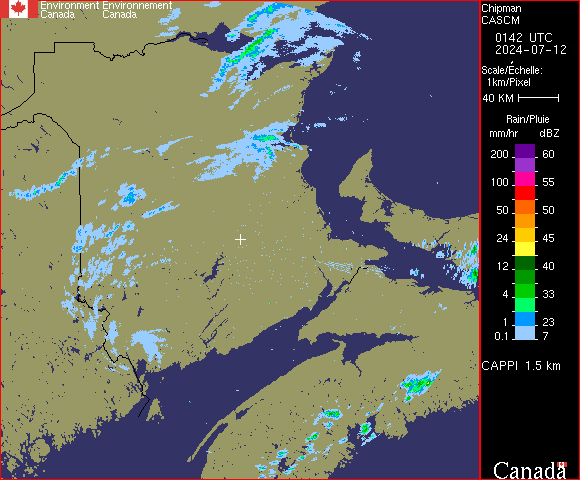 Environment Environnement
Canada Canada
Chipman
CASCM
0142 UTC
2024-07-12
Scale/Échelle:
1km/Pixel
40 KM
Rain/Pluie
mm/hr dBZ
200 60
100 55
50 50
24 45
12 40
4 33
1 23
0.1 7
CAPPI 1.5 km
Canada